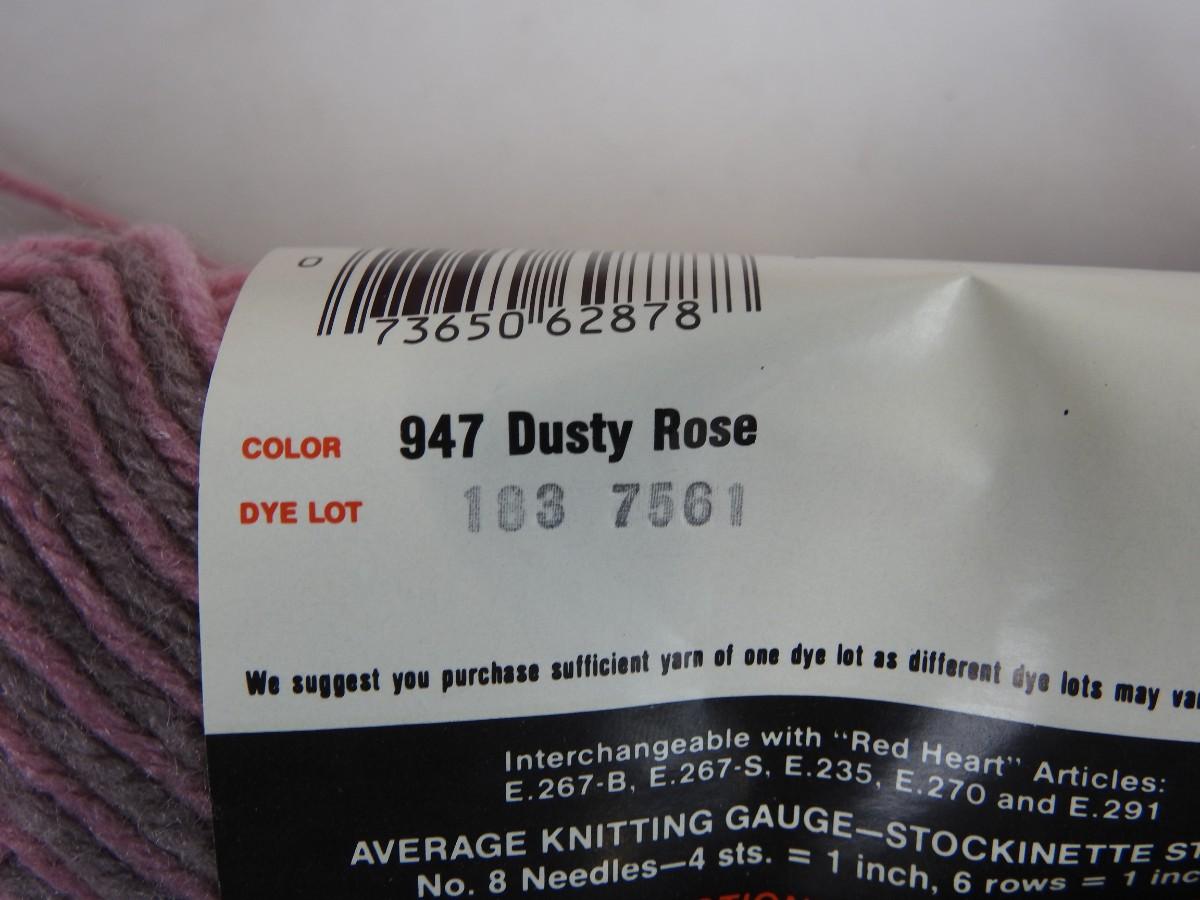 0
73650 62878
COLOR 947 Dusty Rose
DYE LOT 183 7561
We suggest you purchase sufficient yarn of one dye lot as different dye lots may
Interchangeable with "Red Heart" Articles:
E.267-B, E.267-S, E.235, E.270 and E.291
AVERAGE KNITTING GAUGE—STOCKINETTE
No. 8 Needles—4 sts. = 1 inch, 6 rows = 1